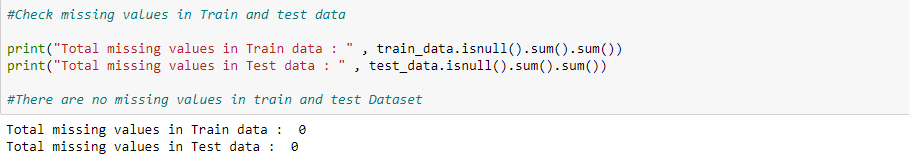 #Check missing values in Train and test data
print("Total missing values in Train data : " , train_data.isnull().sum().sum())
print("Total missing values in Test data : " , test_data.isnull().sum().sum())
#There are no missing values in train and test Dataset
Total missing values in Train data :  0
Total missing values in Test data :  0